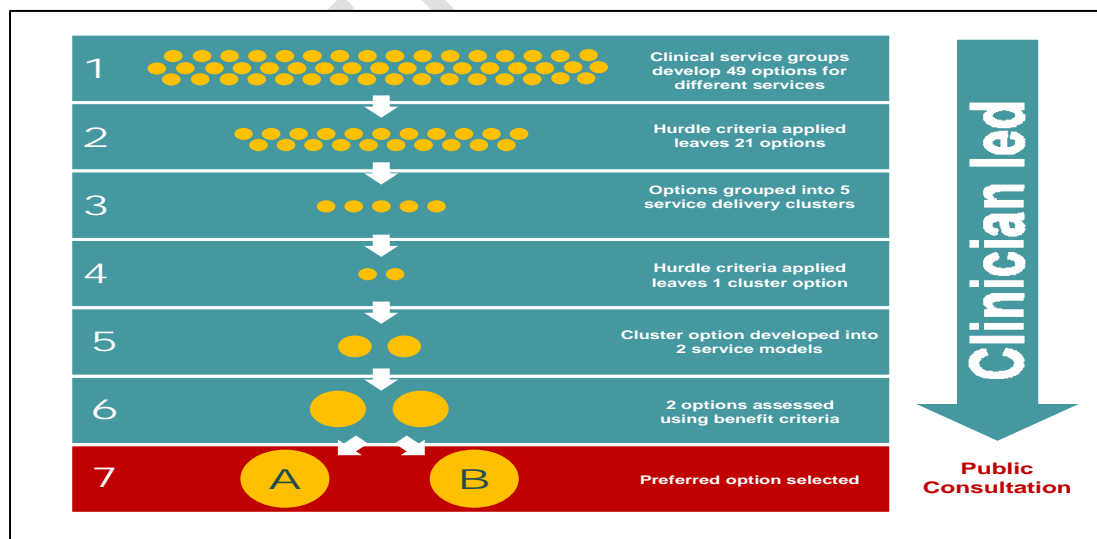 1
Clinical service groups
develop 49 options for
different services
2
Hurdle criteria applied
leaves 21 options
3
Options grouped into 5
service delivery clusters
4
Hurdle criteria applied
leaves 1 cluster option
5
Cluster option developed into
2 service models
6
2 options assessed
using benefit criteria
7
A
B
Preferred option selected
Clinician led
Public
Consultation